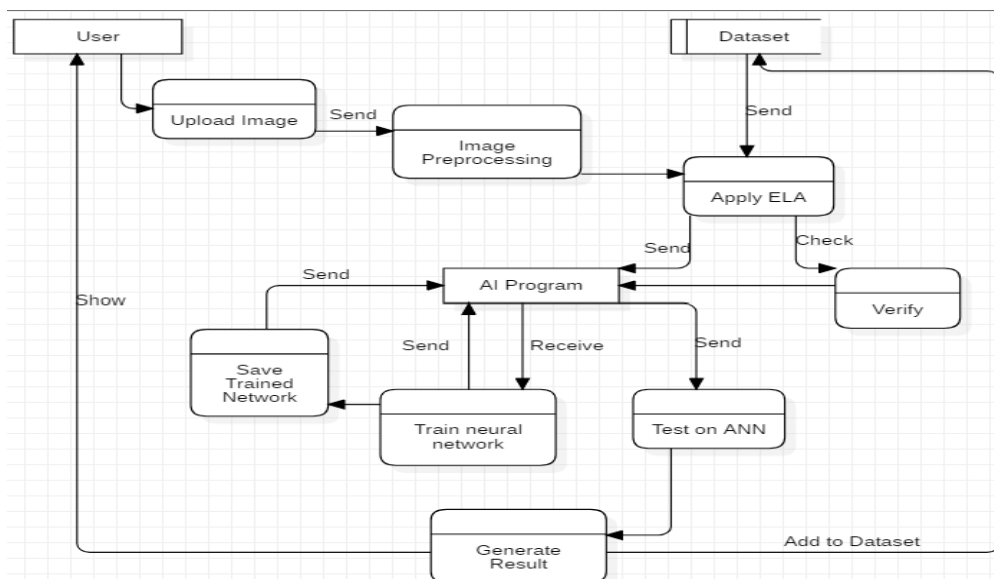 User
Dataset
Upload Image
Send
Image
Preprocessing
Send
Apply ELA
Send
Check
Send
AI Program
Verify
Show
Save
Trained
Network
Send
Receive
Send
Train neural
network
Test on ANN
Generate
Result
Add to Dataset